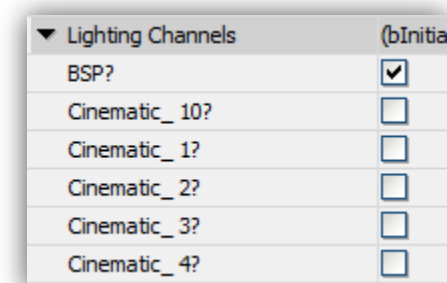 Lighting Channels (bInitia
BSP?
Cinematic_ 10?
Cinematic_ 1?
Cinematic_ 2?
Cinematic_ 3?
Cinematic_ 4?